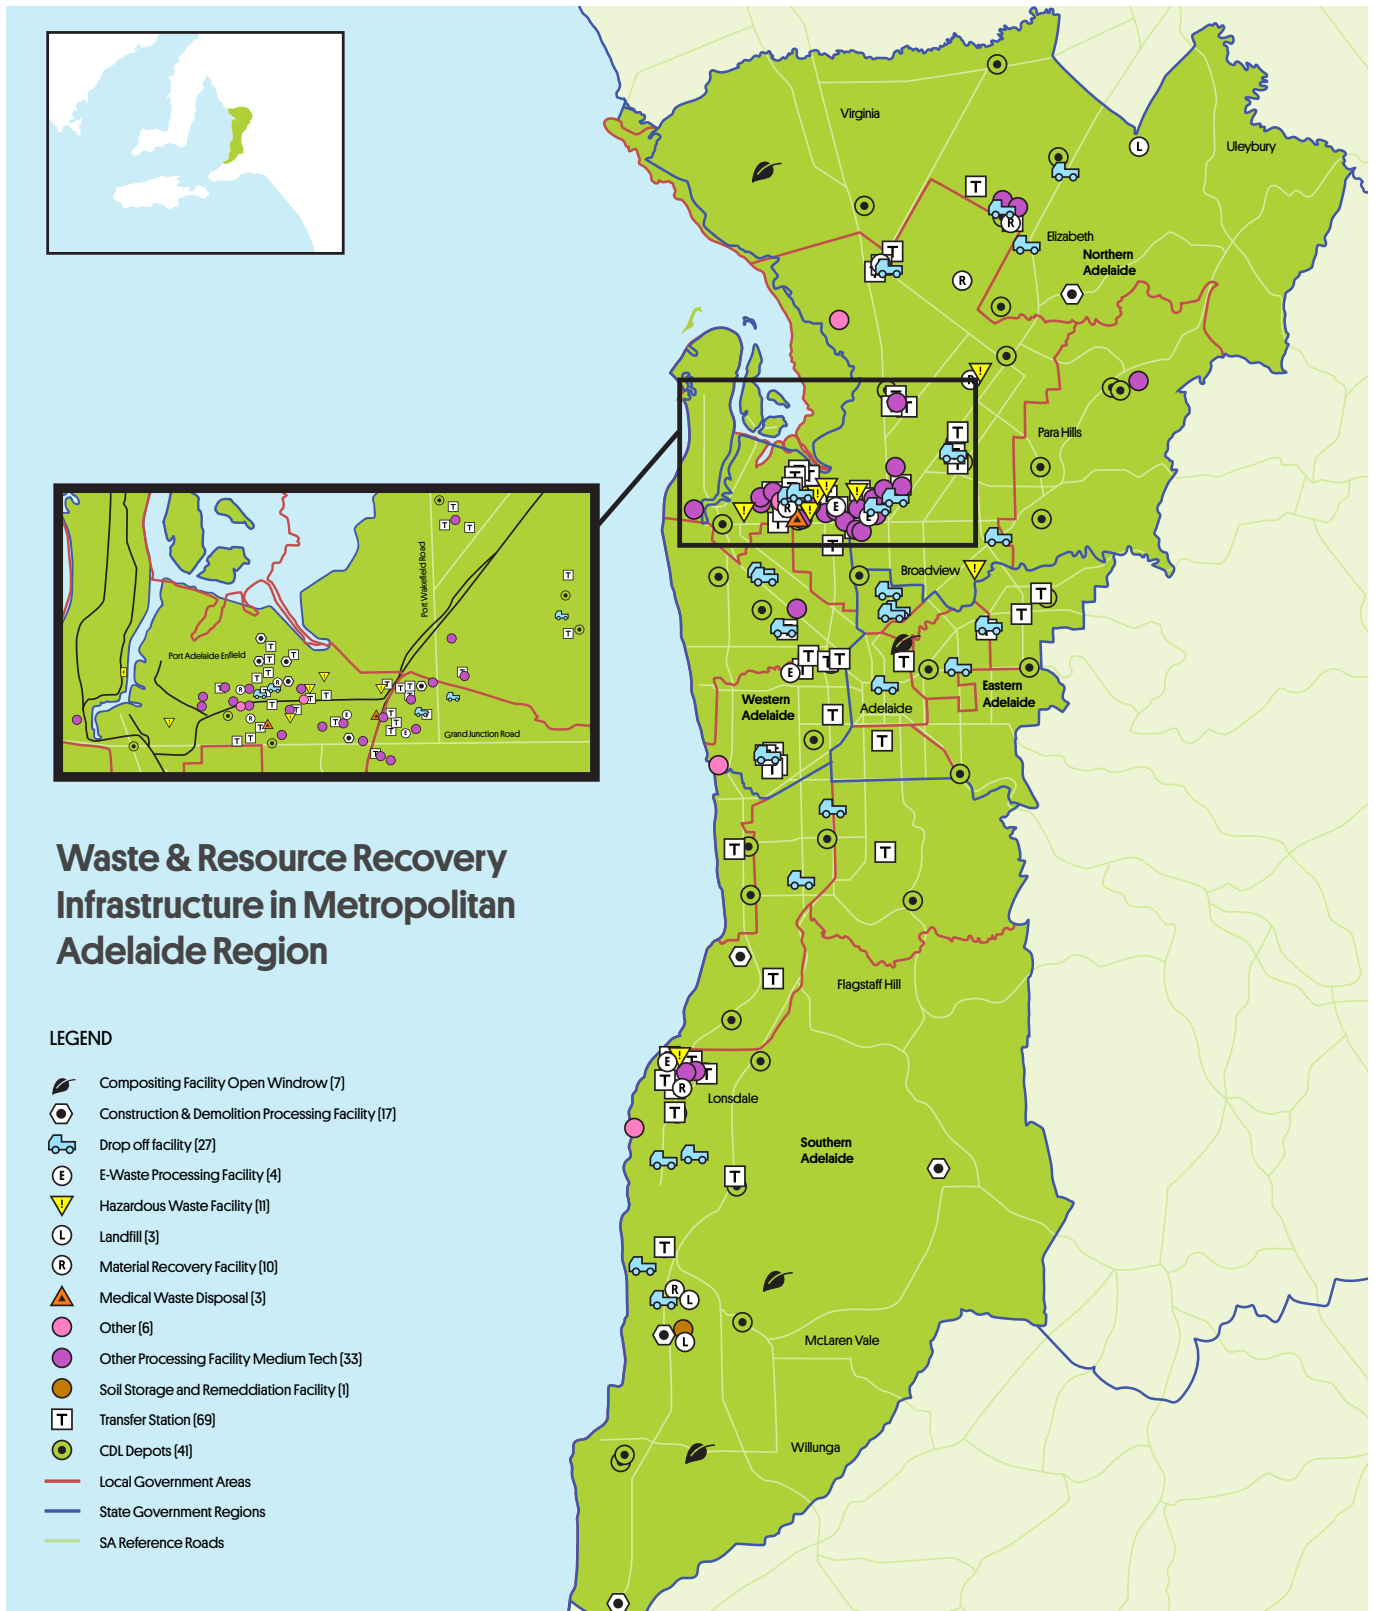 Virginia
Uleybury
Elizabeth
Northern
Adelaide
Para Hills
Broadview
Port Wakefield Road
Port Adelaide Enfield
Grand Junction Road
Western
Adelaide
Adelaide
Eastern
Adelaide
Waste & Resource Recovery
Infrastructure in Metropolitan
Adelaide Region
Flagstaff Hill
Lonsdale
Southern
Adelaide
McLaren Vale
Willunga
LEGEND
Compositing Facility Open Windrow (7)
Construction & Demolition Processing Facility (17)
Drop off facility (27)
E E-Waste Processing Facility (4)
! Hazardous Waste Facility (11)
L Landfill (3)
R Material Recovery Facility (10)
Medical Waste Disposal (3)
Other (6)
Other Processing Facility Medium Tech (33)
Soil Storage and Remeddiation Facility (1)
T Transfer Station (69)
CDL Depots (41)
Local Government Areas
State Government Regions
SA Reference Roads